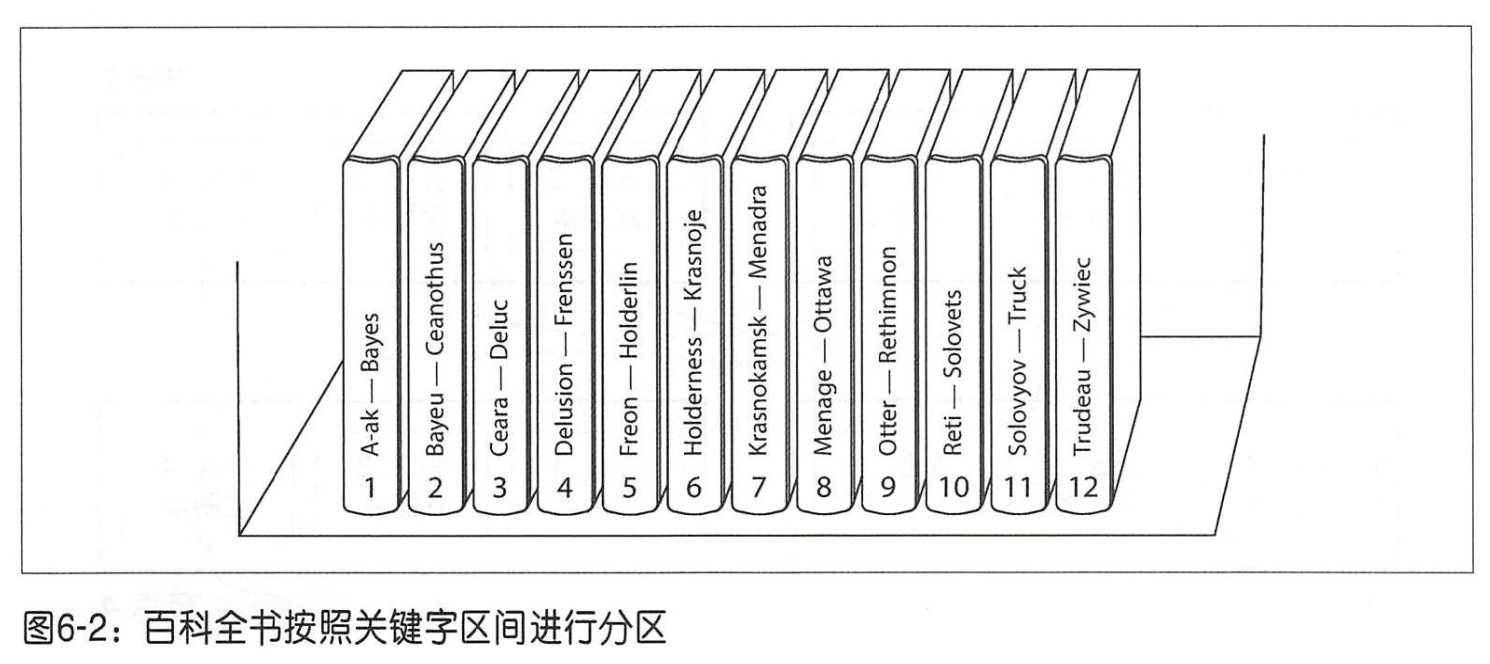 1 A-ak — Bayes
2 Bayeu — Ceanothus
3 Ceara — Deluc
4 Delusion — Frenssen
5 Freon — Holderlin
6 Holderness — Krasnoje
7 Krasnokamsk — Menadra
8 Menage — Ottawa
9 Otter — Rethimnon
10 Reti — Solovets
11 Solovyov — Truck
12 Trudeau — Zywiec
图6-2：百科全书按照关键字区间进行分区